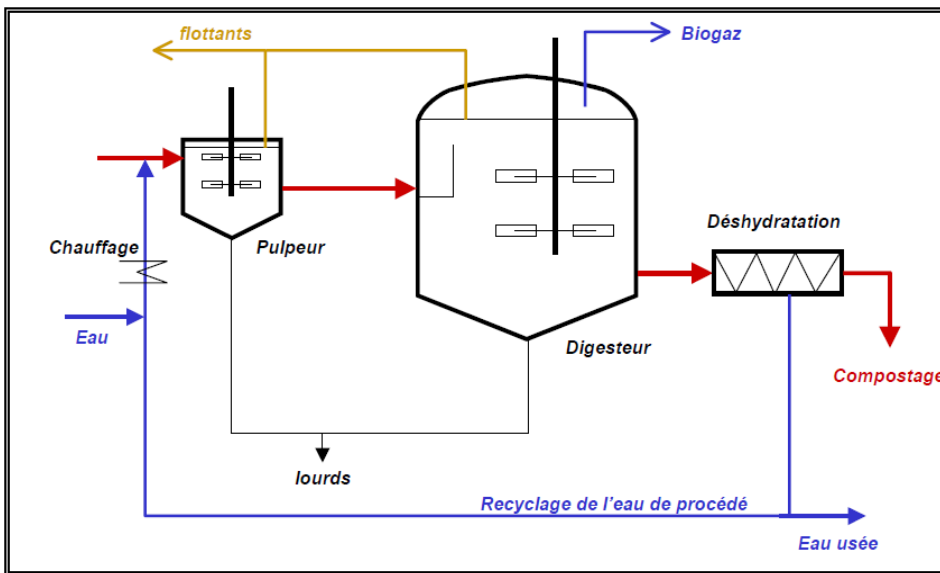 flottants
Biogaz
Chauffage
Pulpeur
Déshydratation
Eau
Digesteur
Compostage
lourds
Recyclage de l'eau de procédé
Eau usée